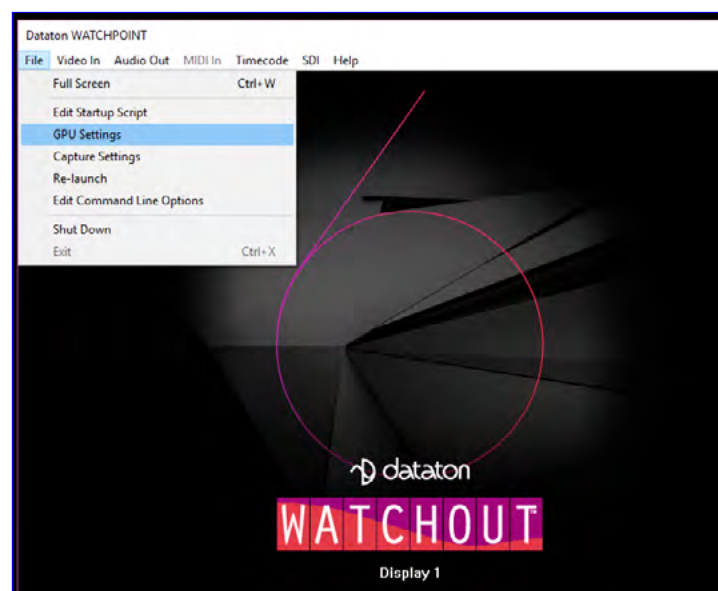 Dataton WATCHPOINT
File Video In Audio Out MIDI In Timecode SDI Help
Full Screen Ctrl+W
Edit Startup Script
GPU Settings
Capture Settings
Re-launch
Edit Command Line Options
Shut Down
Exit Ctrl+X
dataton
WATCHOUT™
Display 1